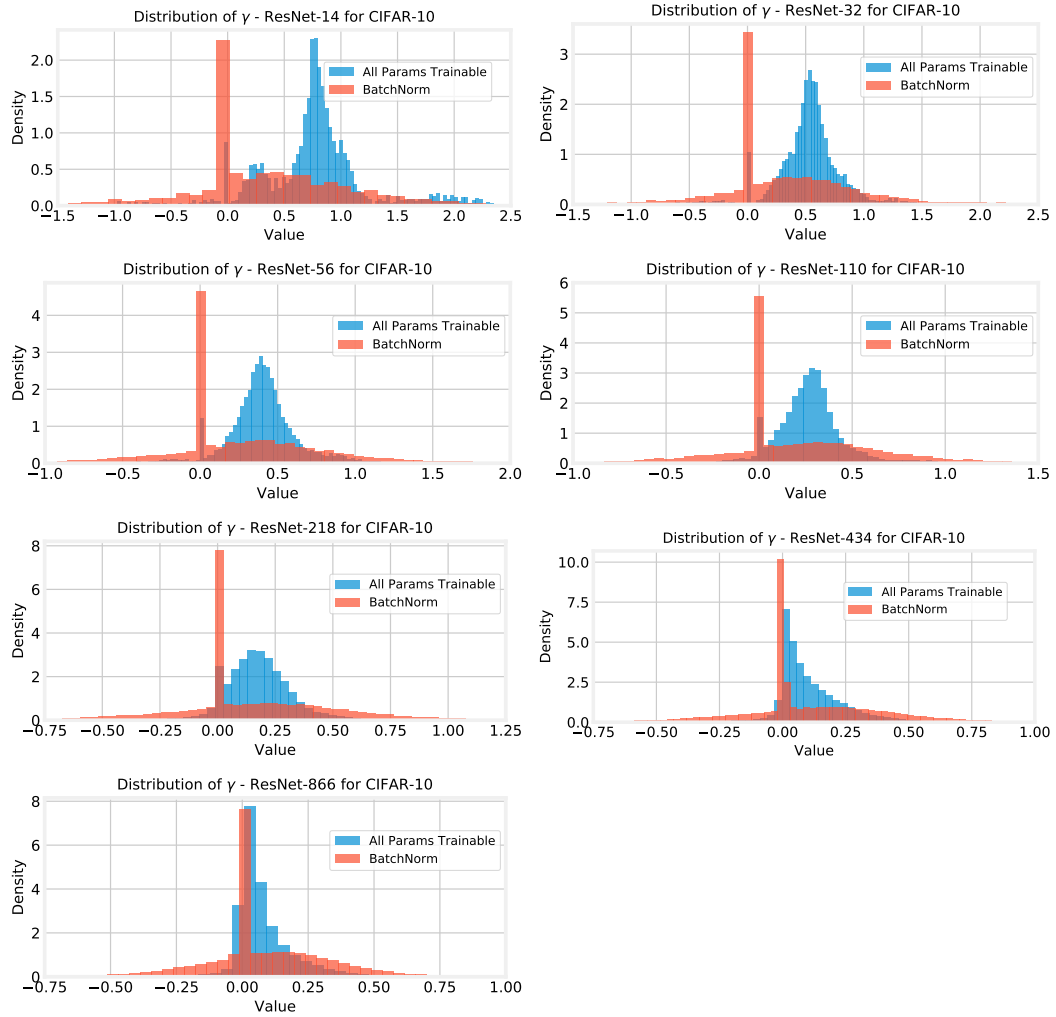 Distribution of γ - ResNet-14 for CIFAR-10
2.0
1.5
1.0
0.5
0.0
Density
All Params Trainable
BatchNorm
−1.5 −1.0 −0.5 0.0 0.5 1.0 1.5 2.0 2.5
Value
Distribution of γ - ResNet-32 for CIFAR-10
3
2
1
0
Density
All Params Trainable
BatchNorm
−1.5 −1.0 −0.5 0.0 0.5 1.0 1.5 2.0 2.5
Value
Distribution of γ - ResNet-56 for CIFAR-10
4
3
2
1
0
Density
All Params Trainable
BatchNorm
−1.0 −0.5 0.0 0.5 1.0 1.5 2.0
Value
Distribution of γ - ResNet-110 for CIFAR-10
6
5
4
3
2
1
0
Density
All Params Trainable
BatchNorm
−1.0 −0.5 0.0 0.5 1.0 1.5
Value
Distribution of γ - ResNet-218 for CIFAR-10
8
6
4
2
0
Density
All Params Trainable
BatchNorm
−0.75 −0.50 −0.25 0.00 0.25 0.50 0.75 1.00 1.25
Value
Distribution of γ - ResNet-434 for CIFAR-10
10.0
7.5
5.0
2.5
0.0
Density
All Params Trainable
BatchNorm
−0.75 −0.50 −0.25 0.00 0.25 0.50 0.75 1.00
Value
Distribution of γ - ResNet-866 for CIFAR-10
8
6
4
2
0
Density
All Params Trainable
BatchNorm
−0.75 −0.50 −0.25 0.00 0.25 0.50 0.75 1.00
Value